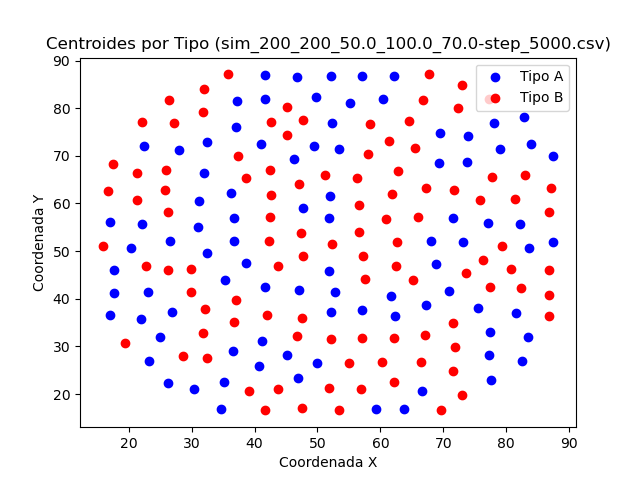 Centroides por Tipo (sim_200_200_50.0_100.0_70.0-step_5000.csv)
Tipo A
Tipo B
90
80
70
60
50
40
30
20
Coordenada Y
20 30 40 50 60 70 80 90
Coordenada X